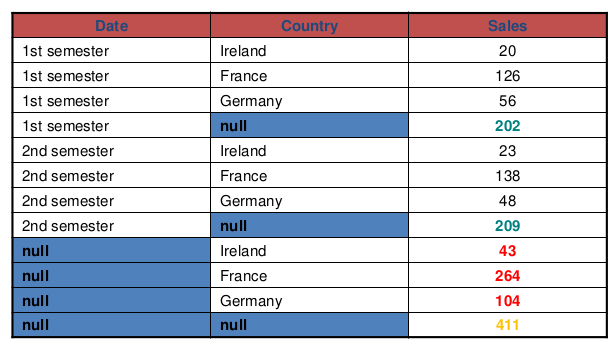 Date Country Sales
1st semester Ireland 20
1st semester France 126
1st semester Germany 56
1st semester null 202
2nd semester Ireland 23
2nd semester France 138
2nd semester Germany 48
2nd semester null 209
null Ireland 43
null France 264
null Germany 104
null null 411